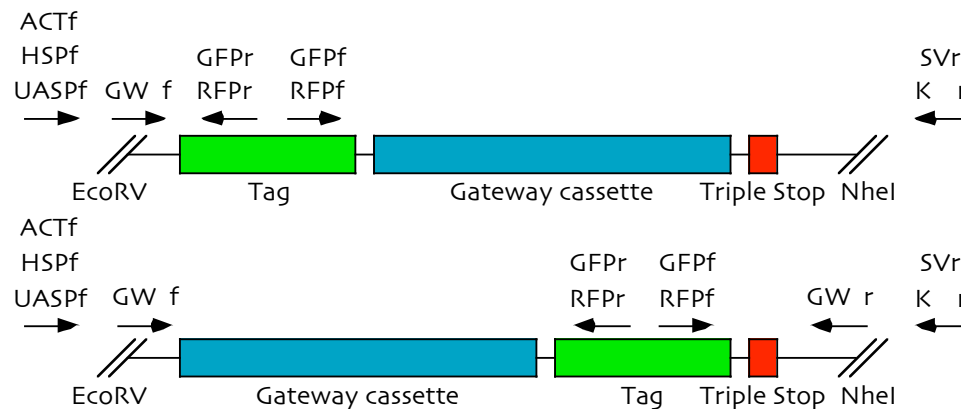 ACTf
HSPf GFPr GFPf SVr
UASPf GW f RFPr RFPf K r
EcoRV Tag Gateway cassette Triple Stop NheI
ACTf
HSPf GFPr GFPf SVr
UASPf GW f RFPr RFPf GW r K r
EcoRV Gateway cassette Tag Triple Stop NheI